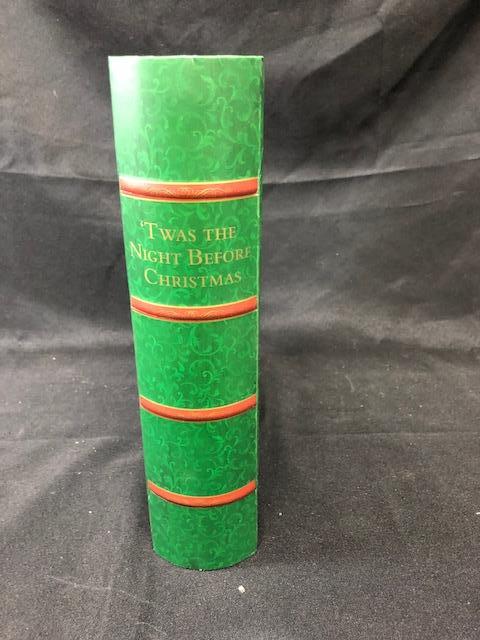 ‘Twas the
Night Before
Christmas